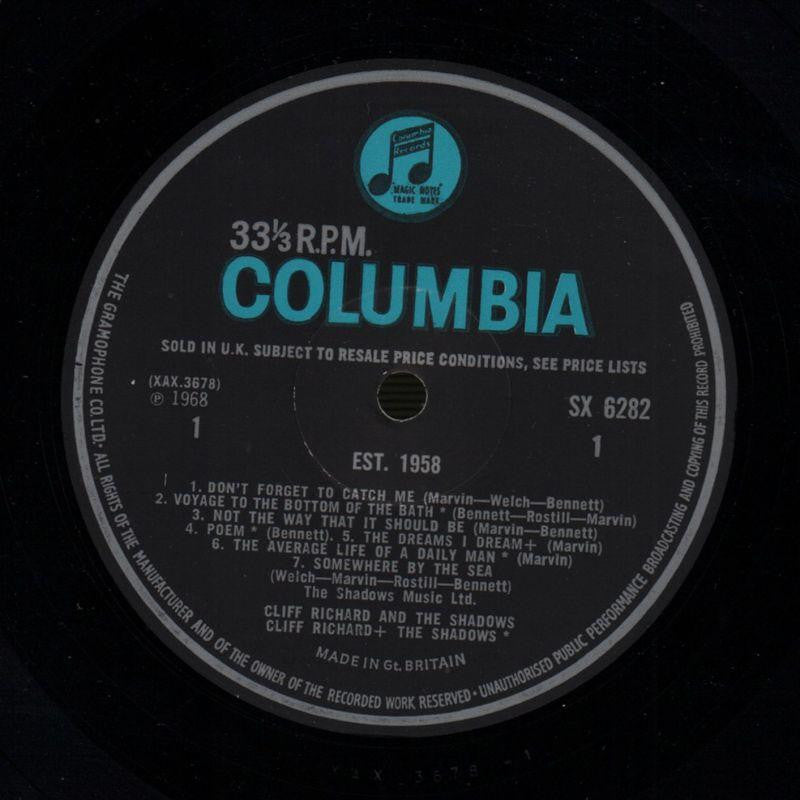 Columbia
Records
"MAGIC NOTES"
TRADE MARK
33⅓ R.P.M.
COLUMBIA
SOLD IN U.K. SUBJECT TO RESALE PRICE CONDITIONS, SEE PRICE LISTS
(XAX.3678)
℗ 1968
1
SX 6282
1
EST. 1958
1. DON'T FORGET TO CATCH ME (Marvin—Welch—Bennett)
2. VOYAGE TO THE BOTTOM OF THE BATH * (Bennett—Rostill—Marvin)
3. NOT THE WAY THAT IT SHOULD BE (Marvin—Bennett)
4. POEM * (Bennett). 5. THE DREAMS I DREAM+ (Marvin)
6. THE AVERAGE LIFE OF A DAILY MAN * (Marvin)
7. SOMEWHERE BY THE SEA
(Welch—Marvin—Rostill—Bennett)
The Shadows Music Ltd.
CLIFF RICHARD AND THE SHADOWS
CLIFF RICHARD+ THE SHADOWS *
MADE IN Gt. BRITAIN
THE GRAMOPHONE CO. LTD. · ALL RIGHTS OF THE MANUFACTURER AND OF THE OWNER OF THE RECORDED WORK RESERVED · UNAUTHORISED PUBLIC PERFORMANCE BROADCASTING AND COPYING OF THIS RECORD PROHIBITED
XAX 3678 - 1